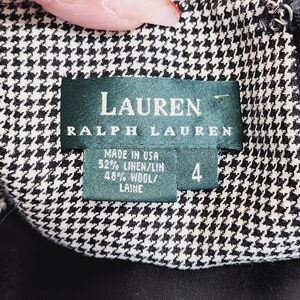 LAUREN
RALPH LAUREN
MADE IN USA
52% LINEN/LIN
48% WOOL/
LAINE
4